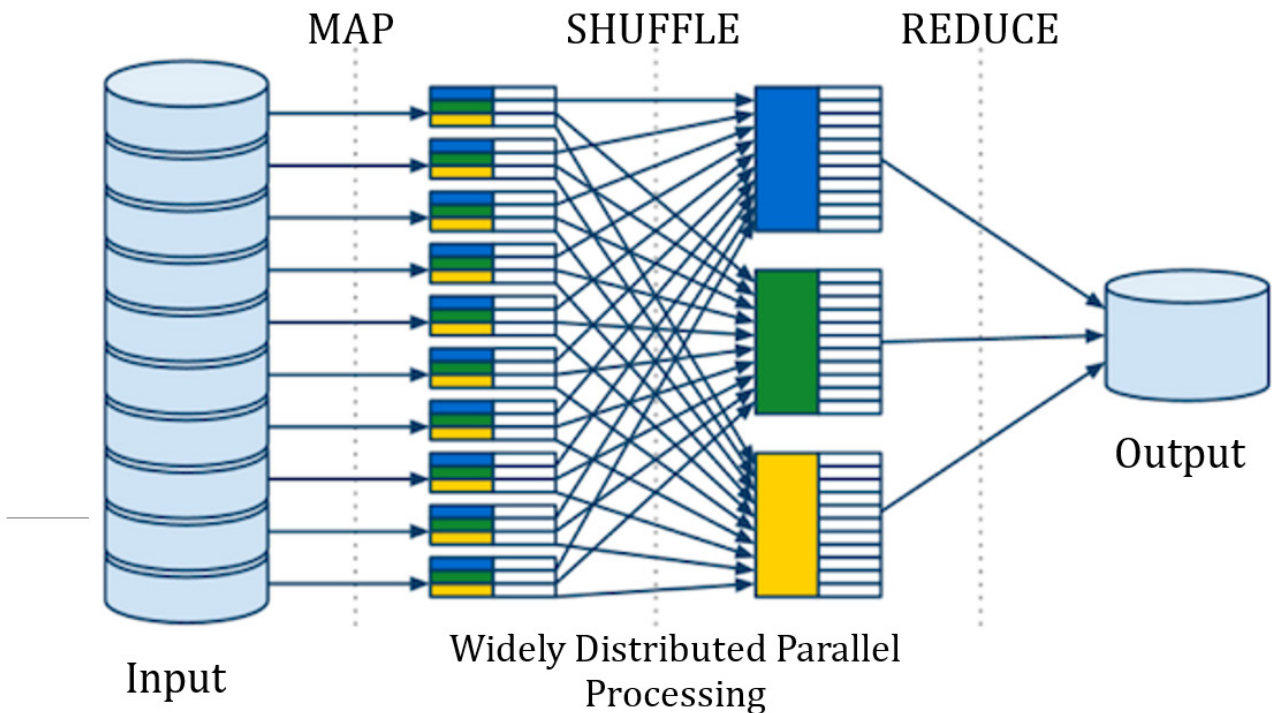 MAP
SHUFFLE
REDUCE
Input
Widely Distributed Parallel
Processing
Output